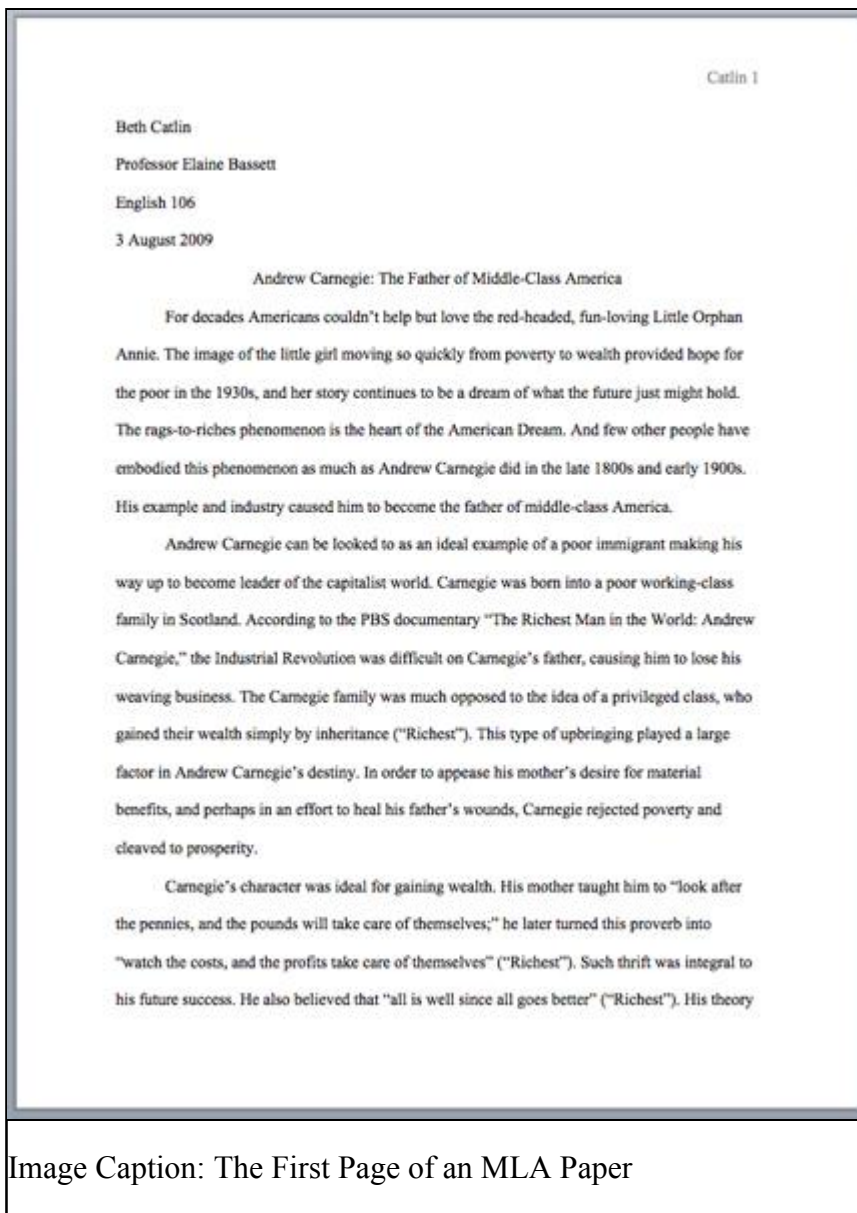 Catlin 1
Beth Catlin
Professor Elaine Bassett
English 106
3 August 2009
Andrew Carnegie: The Father of Middle-Class America
For decades Americans couldn’t help but love the red-headed, fun-loving Little Orphan
Annie. The image of the little girl moving so quickly from poverty to wealth provided hope for
the poor in the 1930s, and her story continues to be a dream of what the future just might hold.
The rags-to-riches phenomenon is the heart of the American Dream. And few other people have
embodied this phenomenon as much as Andrew Carnegie did in the late 1800s and early 1900s.
His example and industry caused him to become the father of middle-class America.
Andrew Carnegie can be looked to as an ideal example of a poor immigrant making his
way up to become leader of the capitalist world. Carnegie was born into a poor working-class
family in Scotland. According to the PBS documentary “The Richest Man in the World: Andrew
Carnegie,” the Industrial Revolution was difficult on Carnegie’s father, causing him to lose his
weaving business. The Carnegie family was much opposed to the idea of a privileged class, who
gained their wealth simply by inheritance (“Richest”). This type of upbringing played a large
factor in Andrew Carnegie’s destiny. In order to appease his mother’s desire for material
benefits, and perhaps in an effort to heal his father’s wounds, Carnegie rejected poverty and
cleaved to prosperity.
Carnegie’s character was ideal for gaining wealth. His mother taught him to “look after
the pennies, and the pounds will take care of themselves;” he later turned this proverb into
“watch the costs, and the profits take care of themselves” (“Richest”). Such thrift was integral to
his future success. He also believed that “all is well since all goes better” (“Richest”). His theory
Image Caption: The First Page of an MLA Paper